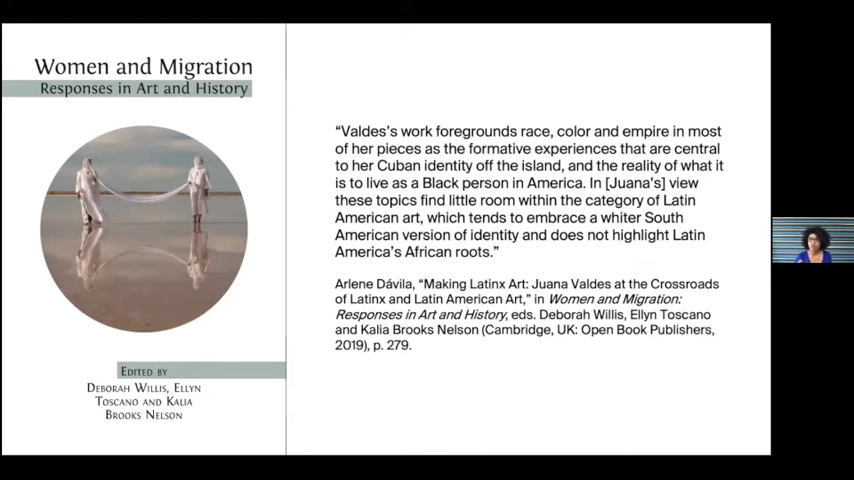 Women and Migration
Responses in Art and History
EDITED BY
DEBORAH WILLIS, ELLYN
TOSCANO AND KALIA
BROOKS NELSON
“Valdes’s work foregrounds race, color and empire in most
of her pieces as the formative experiences that are central
to her Cuban identity off the island, and the reality of what it
is to live as a Black person in America. In [Juana’s] view
these topics find little room within the category of Latin
American art, which tends to embrace a whiter South
American version of identity and does not highlight Latin
America’s African roots.”
Arlene Dávila, “Making Latinx Art: Juana Valdes at the Crossroads
of Latinx and Latin American Art,” in Women and Migration:
Responses in Art and History, eds. Deborah Willis, Ellyn Toscano
and Kalia Brooks Nelson (Cambridge, UK: Open Book Publishers,
2019), p. 279.